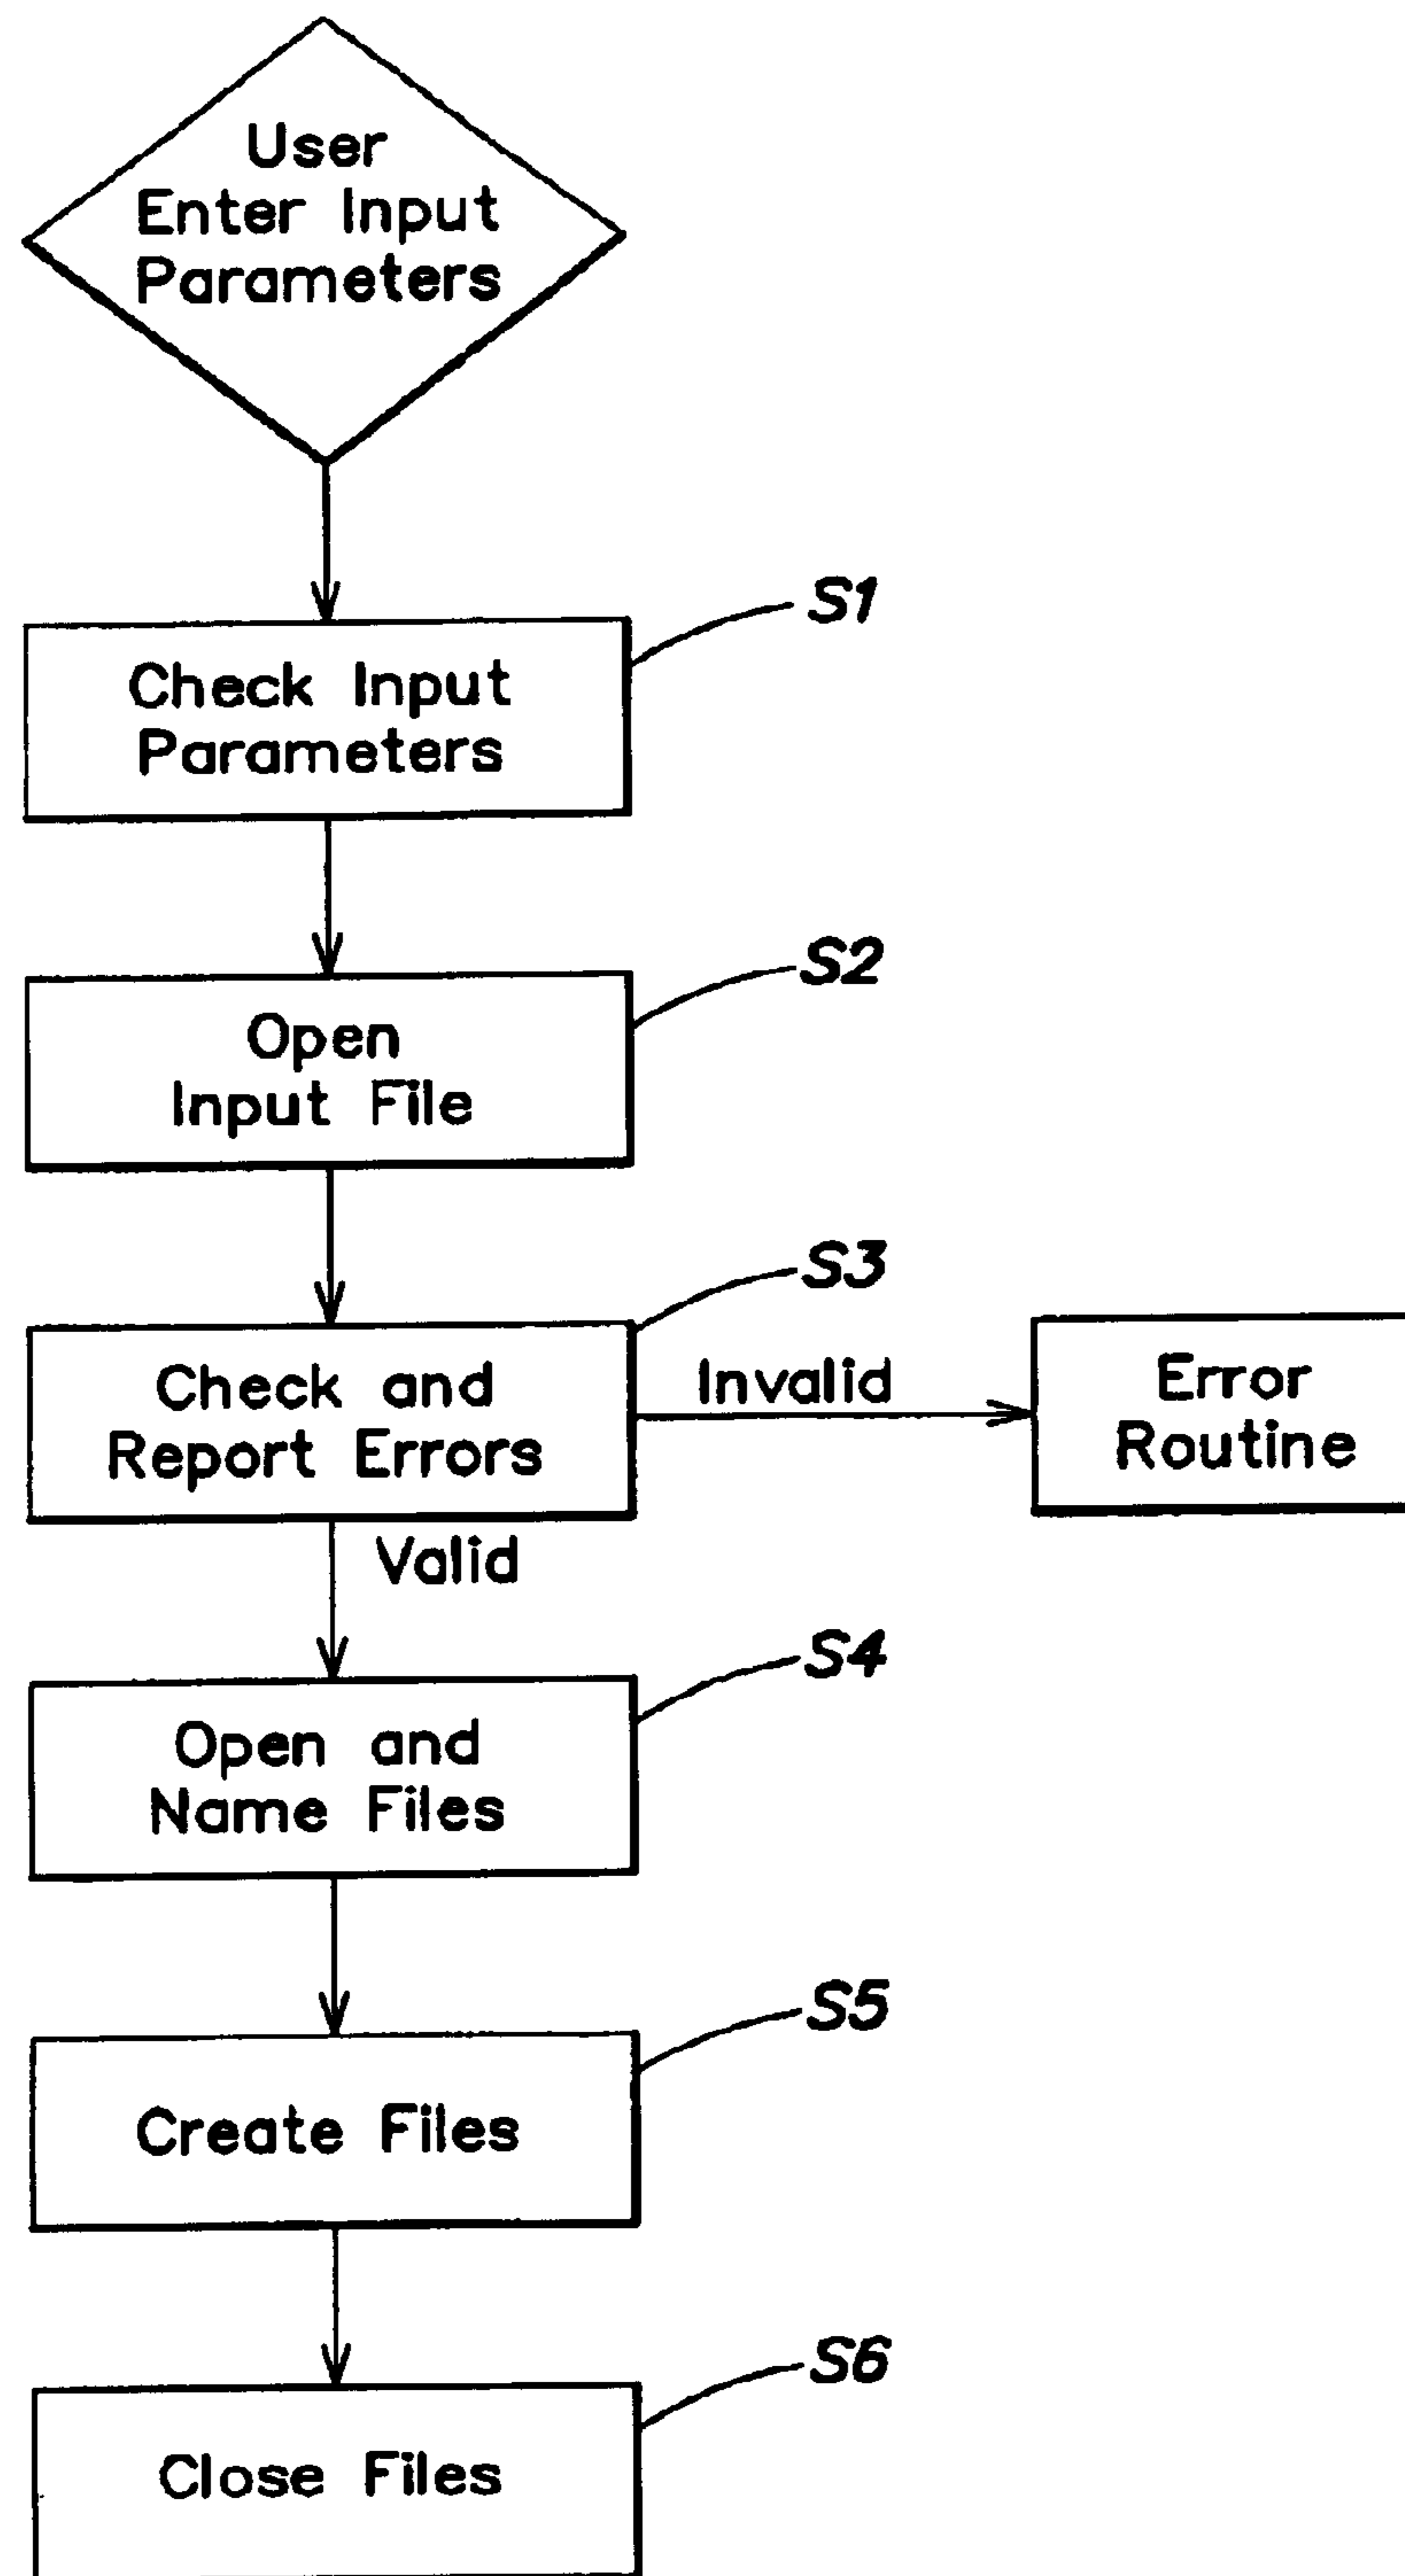 User
Enter Input
Parameters
S1
Check Input
Parameters
S2
Open
Input File
S3
Check and
Report Errors
Invalid
Error
Routine
Valid
S4
Open and
Name Files
S5
Create Files
S6
Close Files